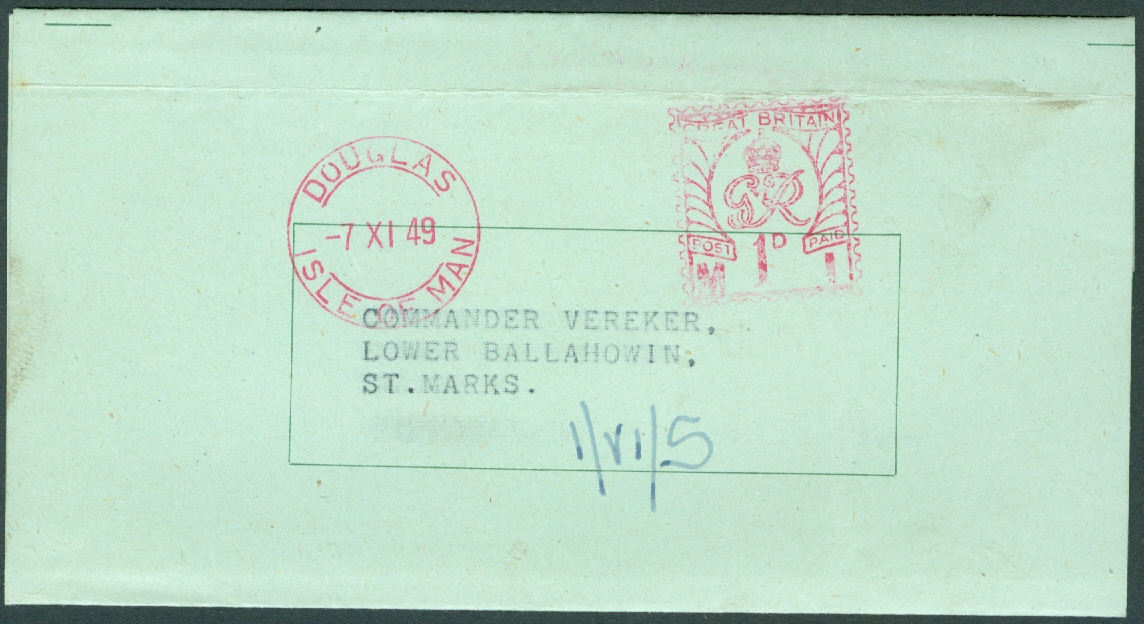 DOUGLAS
-7 XI 49
ISLE OF MAN
GREAT BRITAIN
GR
POST 1D PAID
M 1
COMMANDER VEREKER,
LOWER BALLAHOWIN,
ST.MARKS.
1/VI/5